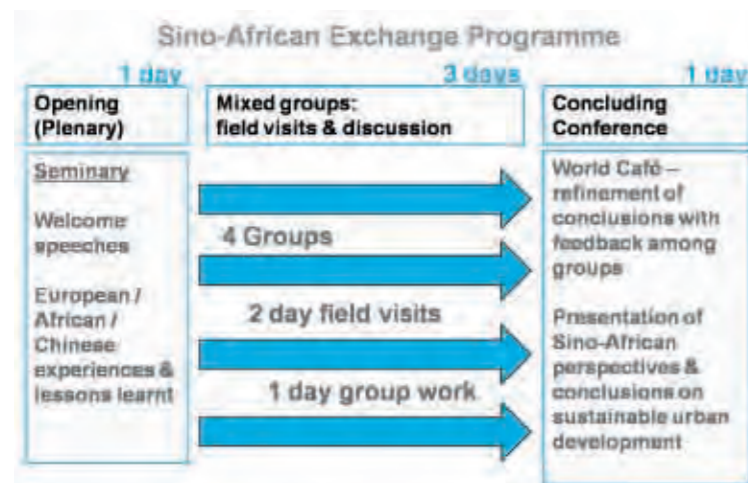 Sino-African Exchange Programme
1 day
3 days
1 day
Opening
(Plenary)
Mixed groups:
field visits & discussion
Concluding
Conference
Seminary
Welcome
speeches
European /
African /
Chinese
experiences &
lessons learnt
4 Groups
2 day field visits
1 day group work
World Café –
refinement of
conclusions with
feedback among
groups
Presentation of
Sino-African
perspectives &
conclusions on
sustainable urban
development